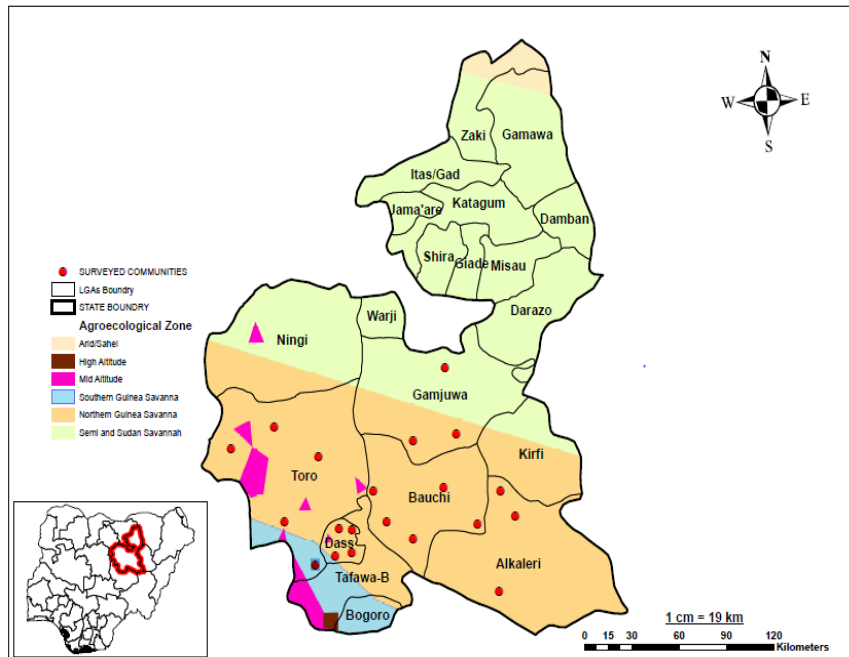 N
W E
S
Zaki
Gamawa
Itas/Gad
Jama'are
Katagum
Damban
Shira
Giade
Misau
Darazo
Warji
Ningi
Gamjuwa
Kirfi
Toro
Bauchi
Dass
Alkaleri
Tafawa-B
Bogoro
SURVEYED COMMUNITIES
LGAs Boundry
STATE BOUNDRY
Agroecological Zone
Arid/Sahel
High Altitude
Mid Altitude
Southern Guinea Savanna
Northern Guinea Savanna
Semi and Sudan Savannah
1 cm = 19 km
0 15 30 60 90 120
Kilometers